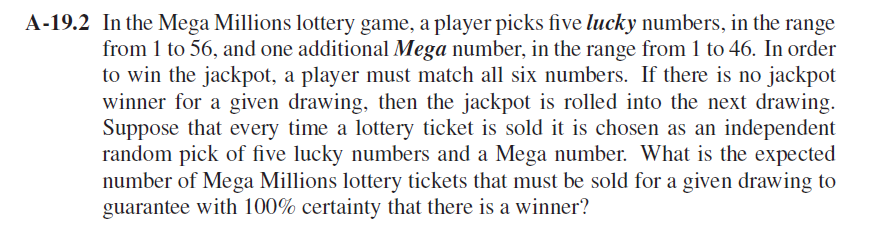 A-19.2 In the Mega Millions lottery game, a player picks five lucky numbers, in the range
from 1 to 56, and one additional Mega number, in the range from 1 to 46. In order
to win the jackpot, a player must match all six numbers. If there is no jackpot
winner for a given drawing, then the jackpot is rolled into the next drawing.
Suppose that every time a lottery ticket is sold it is chosen as an independent
random pick of five lucky numbers and a Mega number. What is the expected
number of Mega Millions lottery tickets that must be sold for a given drawing to
guarantee with 100% certainty that there is a winner?